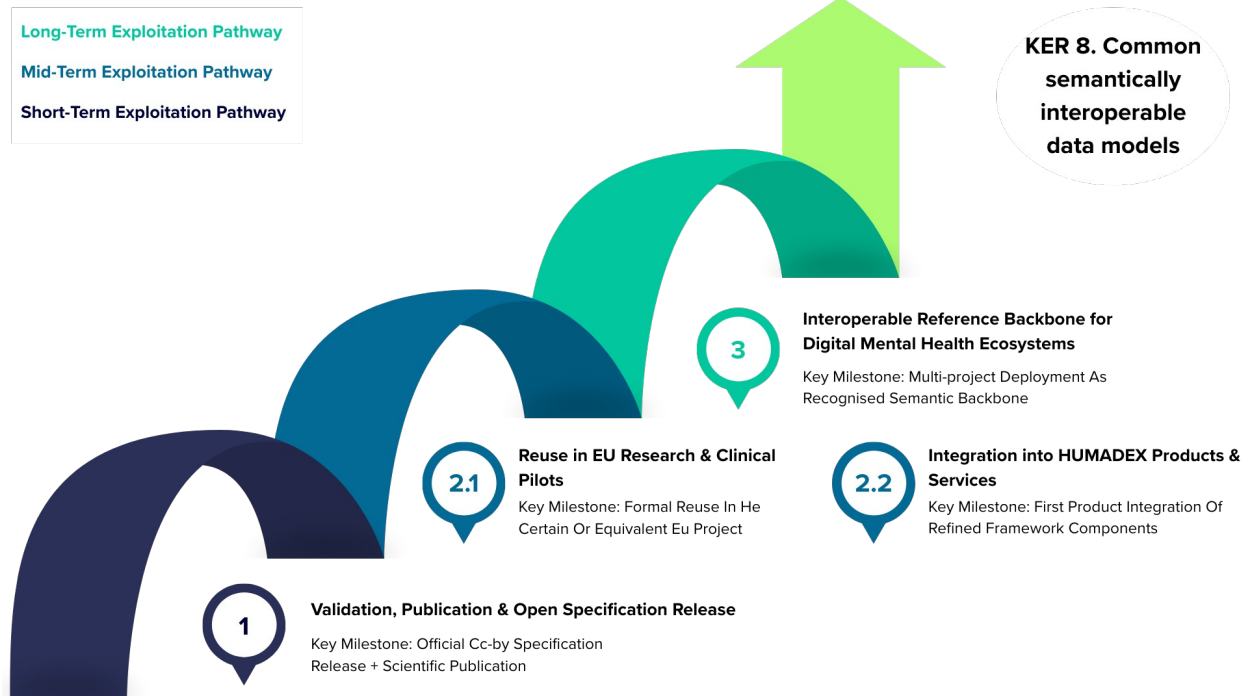 Long-Term Exploitation Pathway
Mid-Term Exploitation Pathway
Short-Term Exploitation Pathway
KER 8. Common
semantically
interoperable
data models
3
Interoperable Reference Backbone for
Digital Mental Health Ecosystems
Key Milestone: Multi-project Deployment As
Recognised Semantic Backbone
2.1
Reuse in EU Research & Clinical
Pilots
Key Milestone: Formal Reuse In He
Certain Or Equivalent Eu Project
2.2
Integration into HUMADEX Products &
Services
Key Milestone: First Product Integration Of
Refined Framework Components
1
Validation, Publication & Open Specification Release
Key Milestone: Official Cc-by Specification
Release + Scientific Publication